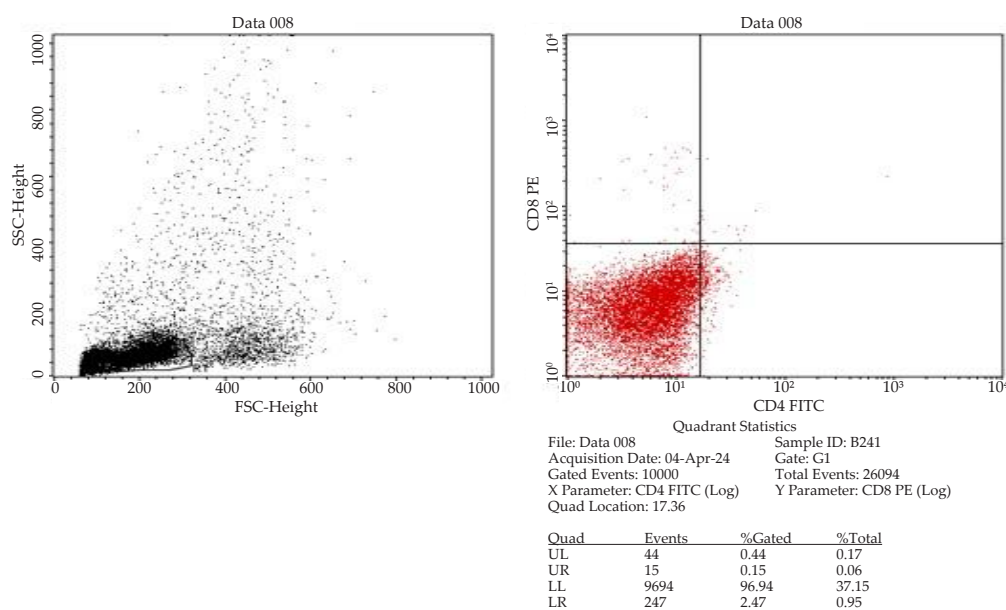 Data 008
1000
800
600
400
200
0
SSC-Height
0 200 400 600 800 1000
FSC-Height
Data 008
10⁴
10³
10²
10¹
10⁰
CD8 PE
10⁰ 10¹ 10² 10³ 10⁴
CD4 FITC
Quadrant Statistics
File: Data 008 Sample ID: B241
Acquisition Date: 04-Apr-24 Gate: G1
Gated Events: 10000 Total Events: 26094
X Parameter: CD4 FITC (Log) Y Parameter: CD8 PE (Log)
Quad Location: 17.36
Quad Events %Gated %Total
UL 44 0.44 0.17
UR 15 0.15 0.06
LL 9694 96.94 37.15
LR 247 2.47 0.95